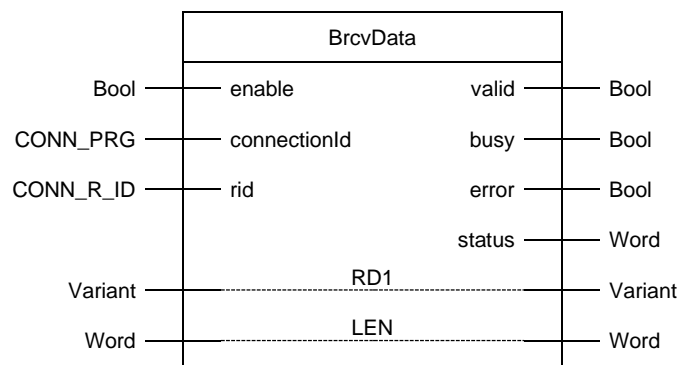 BrcvData
Bool enable valid Bool
CONN_PRG connectionId busy Bool
CONN_R_ID rid error Bool
status Word
Variant RD1 Variant
Word LEN Word